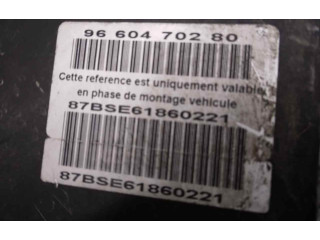 96 604 702 80
Cette reference est uniquement valable
en phase de montage vehicule
87BSE61860221
87BSE61860221